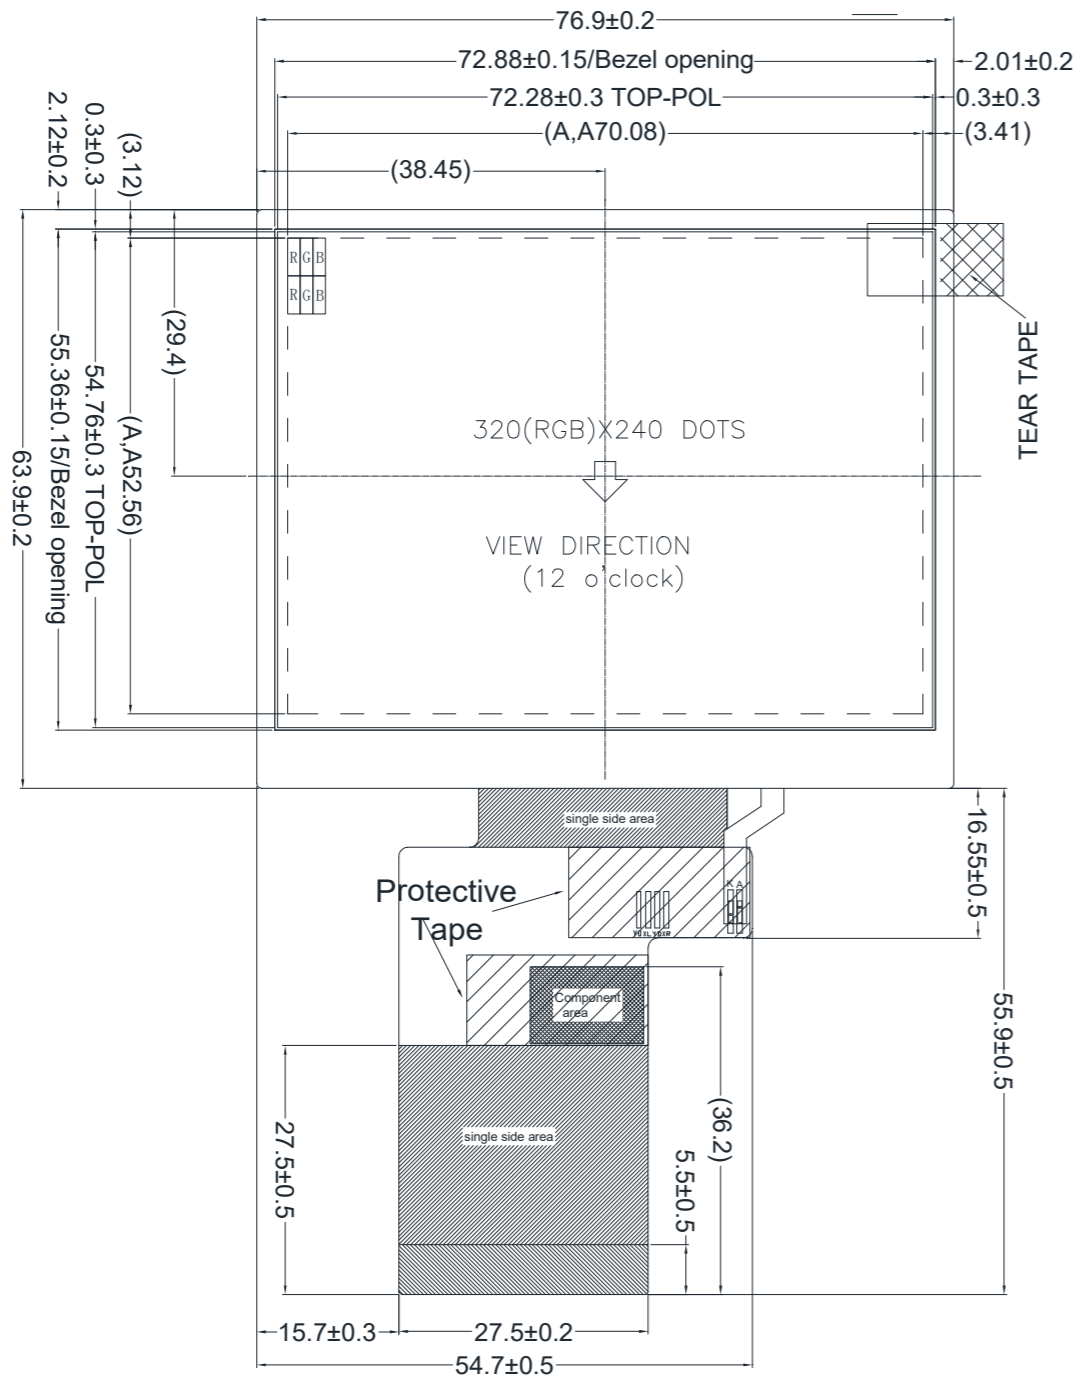 76.9±0.2
72.88±0.15/Bezel opening
2.01±0.2
72.28±0.3 TOP-POL
0.3±0.3
(A,A70.08)
(3.41)
(38.45)
2.12±0.2
0.3±0.3
(3.12)
R G B
R G B
(29.4)
TEAR TAPE
63.9±0.2
55.36±0.15/Bezel opening
54.76±0.3 TOP-POL
(A,A52.56)
320(RGB)X240 DOTS
VIEW DIRECTION
(12 o'clock)
single side area
16.55±0.5
Protective
Tape
K A
Component
area
55.9±0.5
(36.2)
single side area
27.5±0.5
5.5±0.5
15.7±0.3
27.5±0.2
54.7±0.5